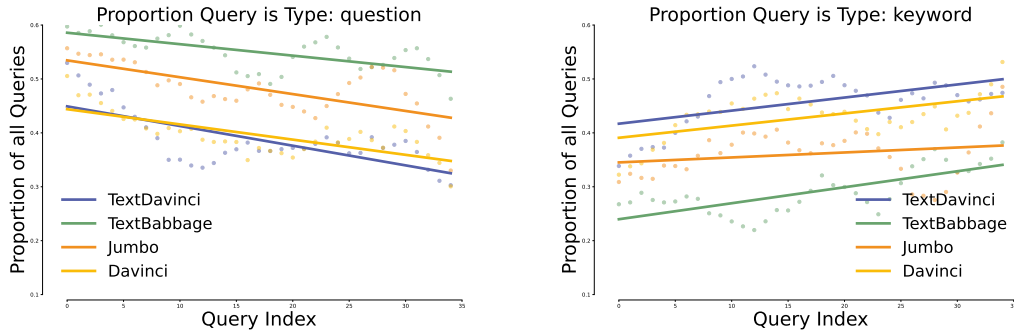 Proportion Query is Type: question
Proportion of all Queries
0.6
0.5
0.4
0.3
0.2
0.1
TextDavinci
TextBabbage
Jumbo
Davinci
0 5 10 15 20 25 30 35
Query Index
Proportion Query is Type: keyword
Proportion of all Queries
0.6
0.5
0.4
0.3
0.2
0.1
TextDavinci
TextBabbage
Jumbo
Davinci
0 5 10 15 20 25 30
Query Index